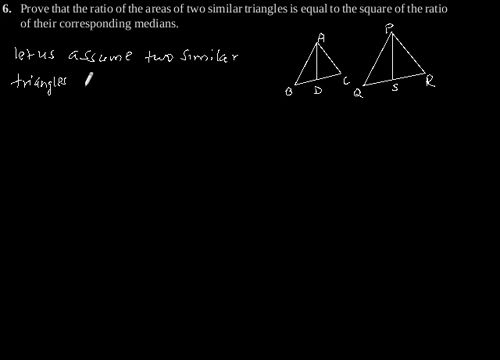 6. Prove that the ratio of the areas of two similar triangles is equal to the square of the ratio
of their corresponding medians.
let us assume two similar
triangles
A
B D C
P
Q S R